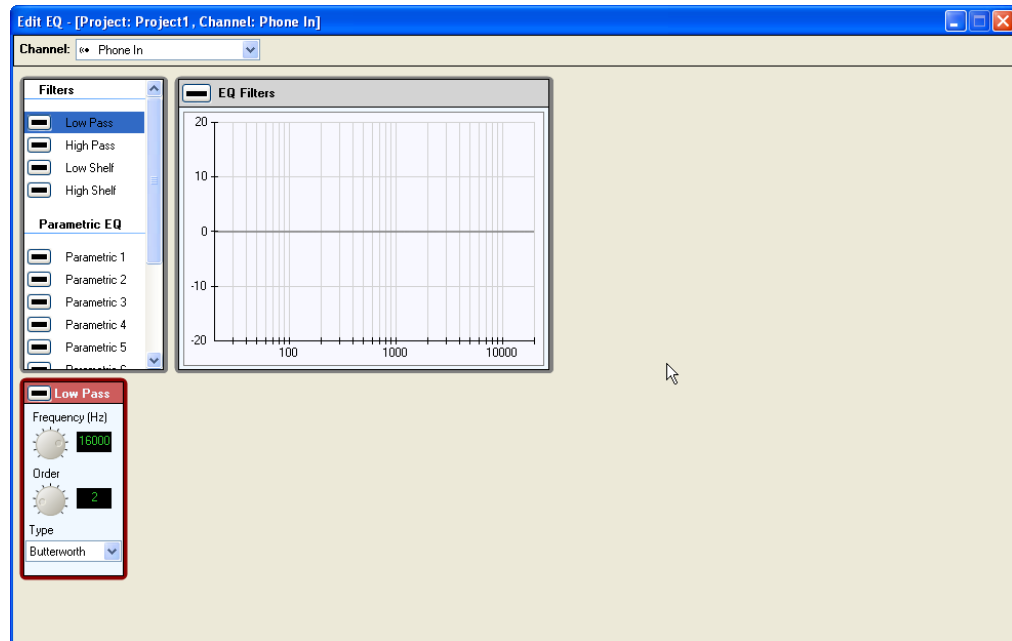 Edit EQ - [Project: Project1 , Channel: Phone In]
Channel: Phone In
Filters
Low Pass
High Pass
Low Shelf
High Shelf
Parametric EQ
Parametric 1
Parametric 2
Parametric 3
Parametric 4
Parametric 5
EQ Filters
20
10
0
-10
-20
100 1000 10000
Low Pass
Frequency (Hz)
16000
Order
2
Type
Butterworth